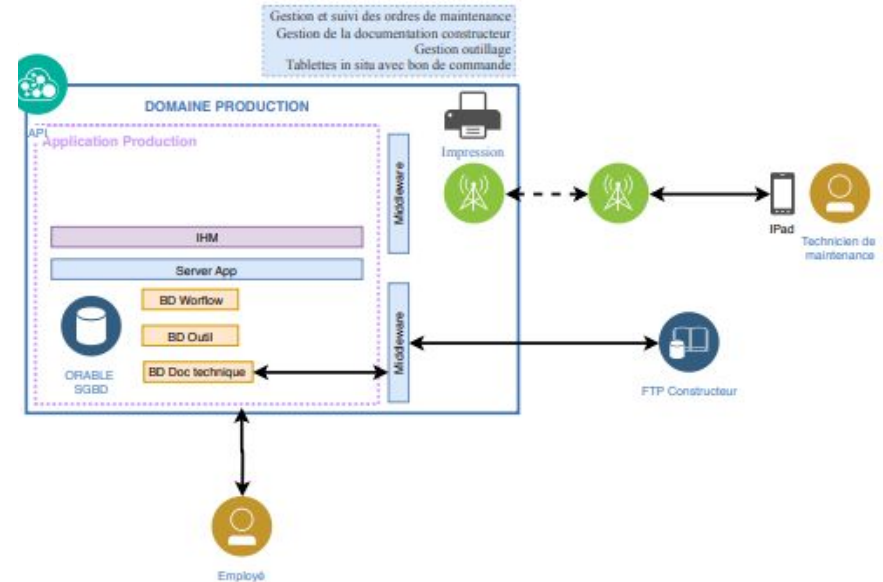 Gestion et suivi des ordres de maintenance
Gestion de la documentation constructeur
Gestion outillage
Tablettes in situ avec bon de commande
DOMAINE PRODUCTION
API
Application Production
Impression
Middleware
IHM
Server App
BD Worflow
BD Outil
BD Doc technique
ORABLE
SGBD
Middleware
IPad
Technicien de
maintenance
FTP Constructeur
Employé